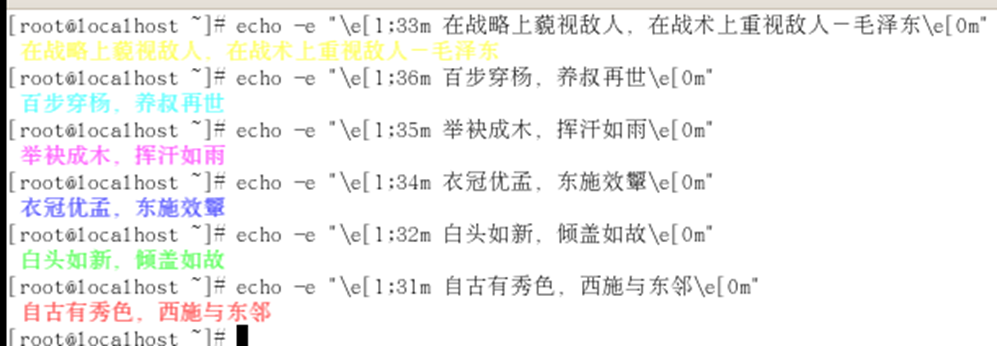 [root@localhost ~]# echo -e "\e[1;33m 在战略上藐视敌人，在战术上重视敌人－毛泽东\e[0m"
在战略上藐视敌人，在战术上重视敌人－毛泽东
[root@localhost ~]# echo -e "\e[1;36m 百步穿杨，养叔再世\e[0m"
百步穿杨，养叔再世
[root@localhost ~]# echo -e "\e[1;35m 举袂成木，挥汗如雨\e[0m"
举袂成木，挥汗如雨
[root@localhost ~]# echo -e "\e[1;34m 衣冠优孟，东施效颦\e[0m"
衣冠优孟，东施效颦
[root@localhost ~]# echo -e "\e[1;32m 白头如新，倾盖如故\e[0m"
白头如新，倾盖如故
[root@localhost ~]# echo -e "\e[1;31m 自古有秀色，西施与东邻\e[0m"
自古有秀色，西施与东邻
[root@localhost ~]#